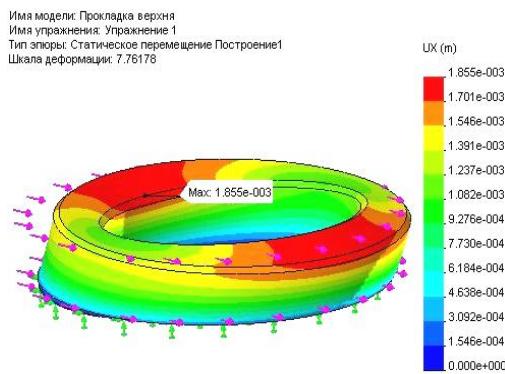 Имя модели: Прокладка верхня
Имя упражнения: Упражнение 1
Тип эпюры: Статическое перемещение Построение1
Шкала деформации: 7.76178
UX (m)
1.855e-003
1.701e-003
1.546e-003
1.391e-003
1.237e-003
1.082e-003
9.276e-004
7.730e-004
6.184e-004
4.638e-004
3.092e-004
1.546e-004
0.000e+000
Max: 1.855e-003